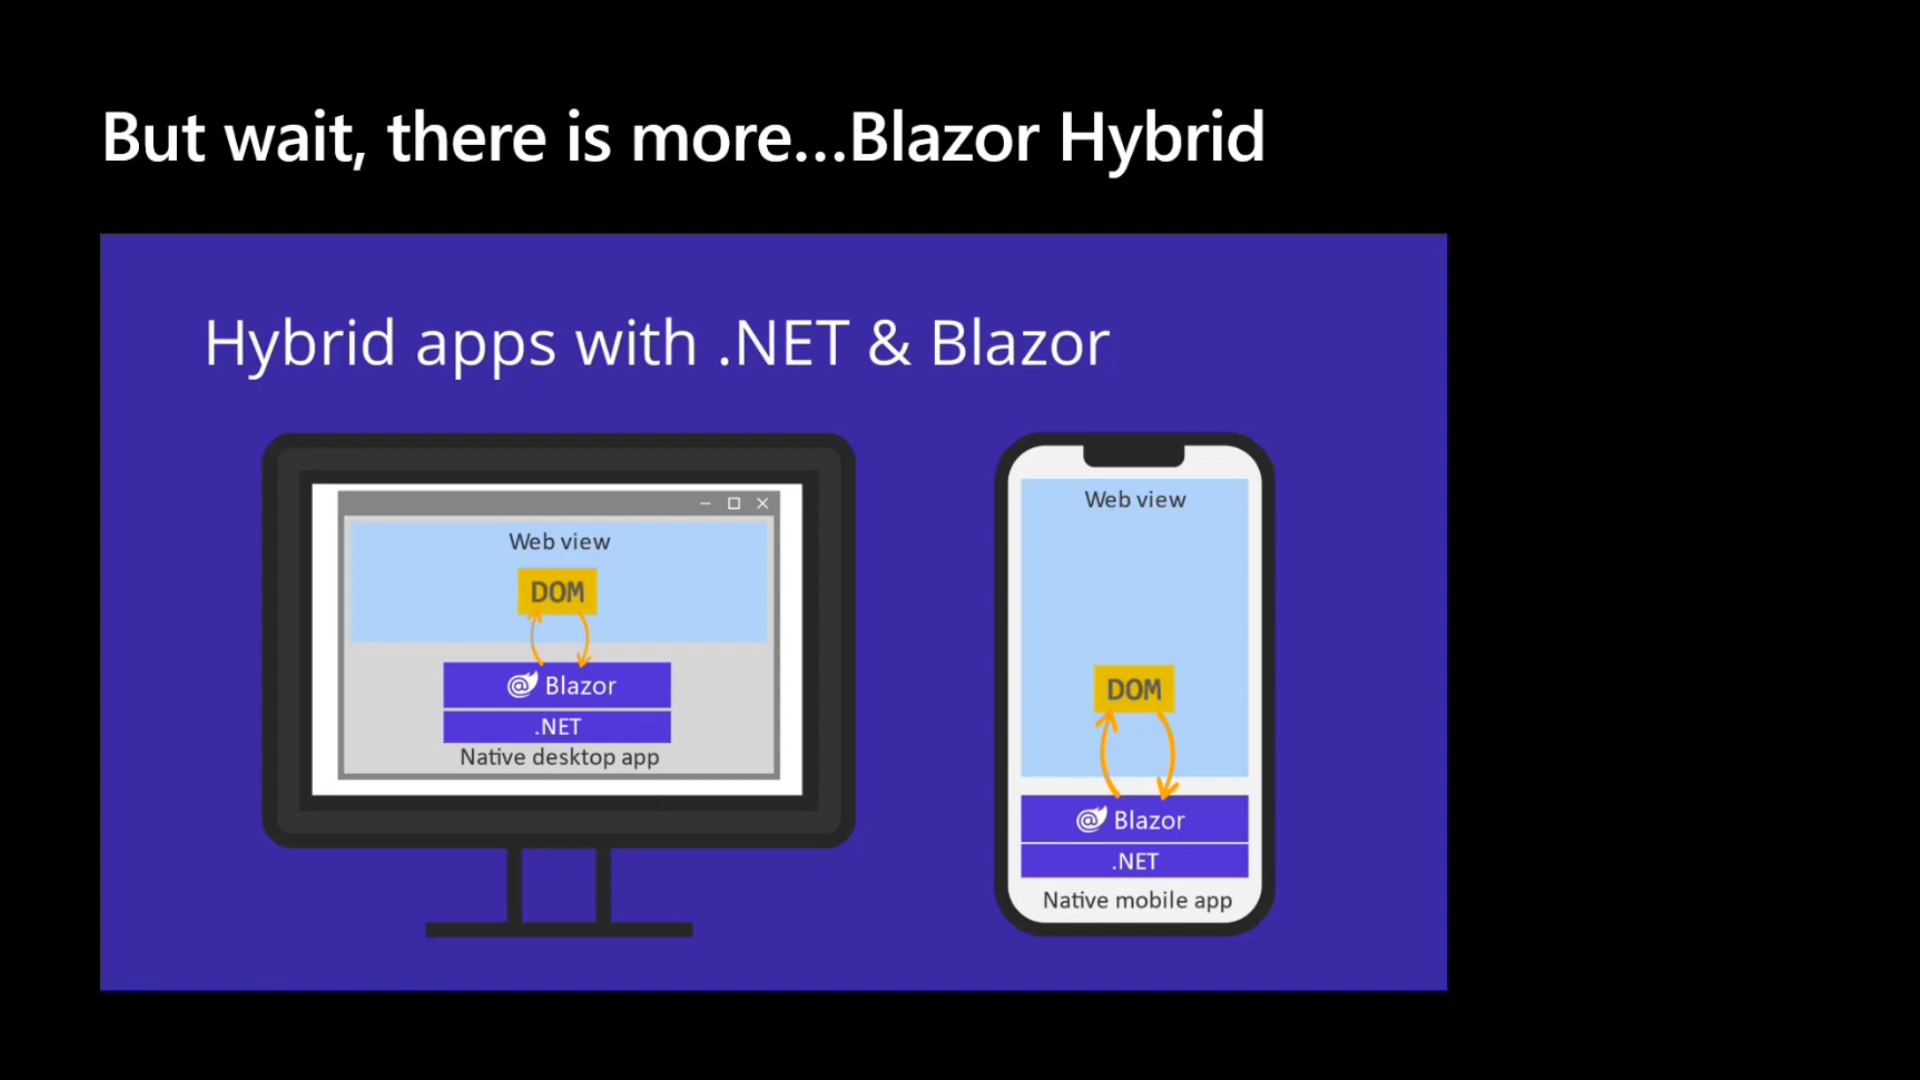 But wait, there is more...Blazor Hybrid
Hybrid apps with .NET & Blazor
Web view
DOM
@ Blazor
.NET
Native desktop app
Web view
DOM
@ Blazor
.NET
Native mobile app